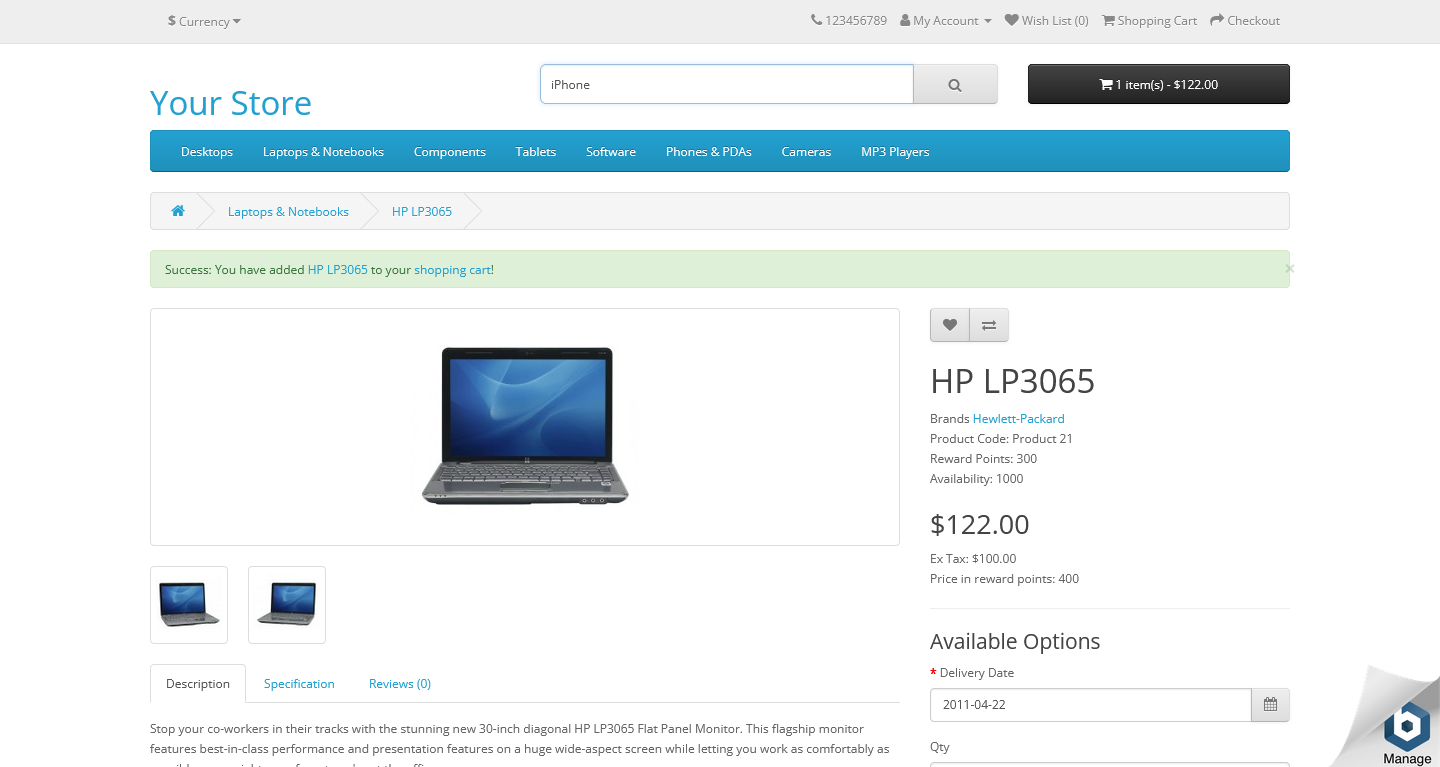 $ Currency
123456789 My Account Wish List (0) Shopping Cart Checkout
Your Store
iPhone
1 item(s) - $122.00
Desktops Laptops & Notebooks Components Tablets Software Phones & PDAs Cameras MP3 Players
Laptops & Notebooks HP LP3065
Success: You have added HP LP3065 to your shopping cart!
×
HP LP3065
Brands Hewlett-Packard
Product Code: Product 21
Reward Points: 300
Availability: 1000
$122.00
Ex Tax: $100.00
Price in reward points: 400
Available Options
* Delivery Date
2011-04-22
Qty
Description Specification Reviews (0)
Stop your co-workers in their tracks with the stunning new 30-inch diagonal HP LP3065 Flat Panel Monitor. This flagship monitor
features best-in-class performance and presentation features on a huge wide-aspect screen while letting you work as comfortably as
Manage